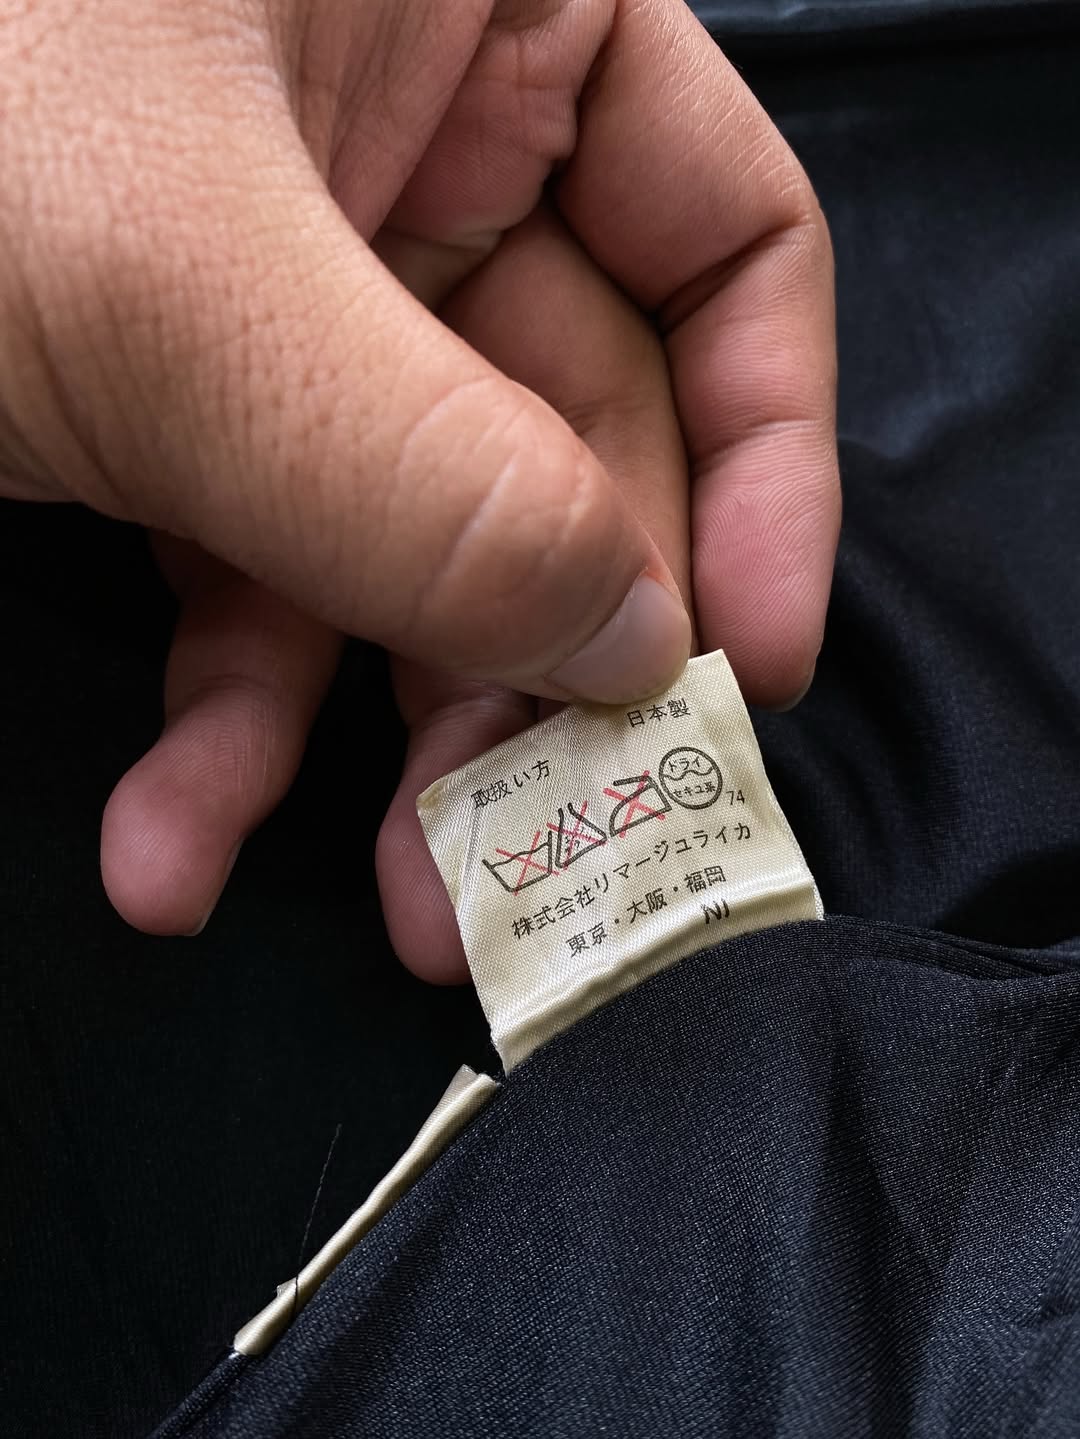 日本製
取扱い方
ドライ
セキユ系
74
株式会社リマージュライカ
東京・大阪・福岡